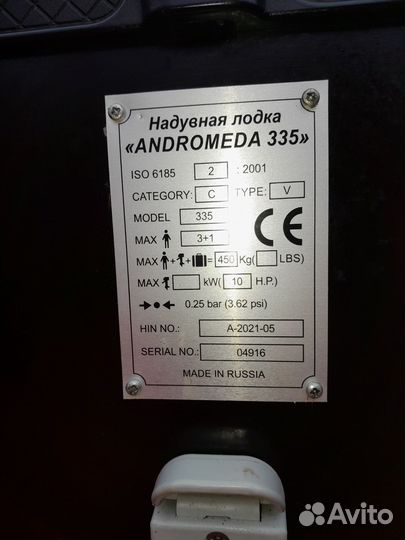 Надувная лодка
«ANDROMEDA 335»
ISO 6185 2 : 2001
CATEGORY: C TYPE: V
MODEL 335
MAX 3+1 CE
MAX + + = 450 Kg( LBS)
MAX kW( 10 H.P.)
0.25 bar (3.62 psi)
HIN NO.: A-2021-05
SERIAL NO.: 04916
MADE IN RUSSIA
Avito